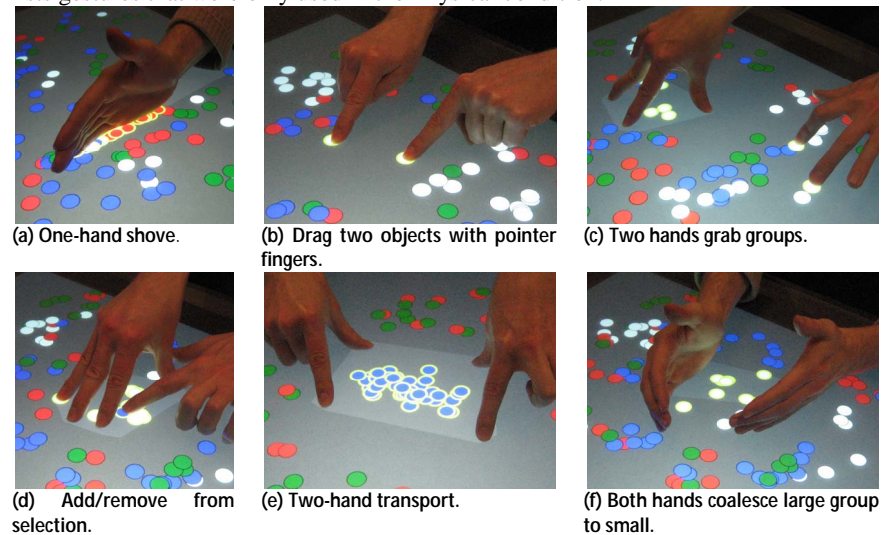 (a) One-hand shove.
(b) Drag two objects with pointer
fingers.
(c) Two hands grab groups.
(d) Add/remove from
selection.
(e) Two-hand transport.
(f) Both hands coalesce large group
to small.